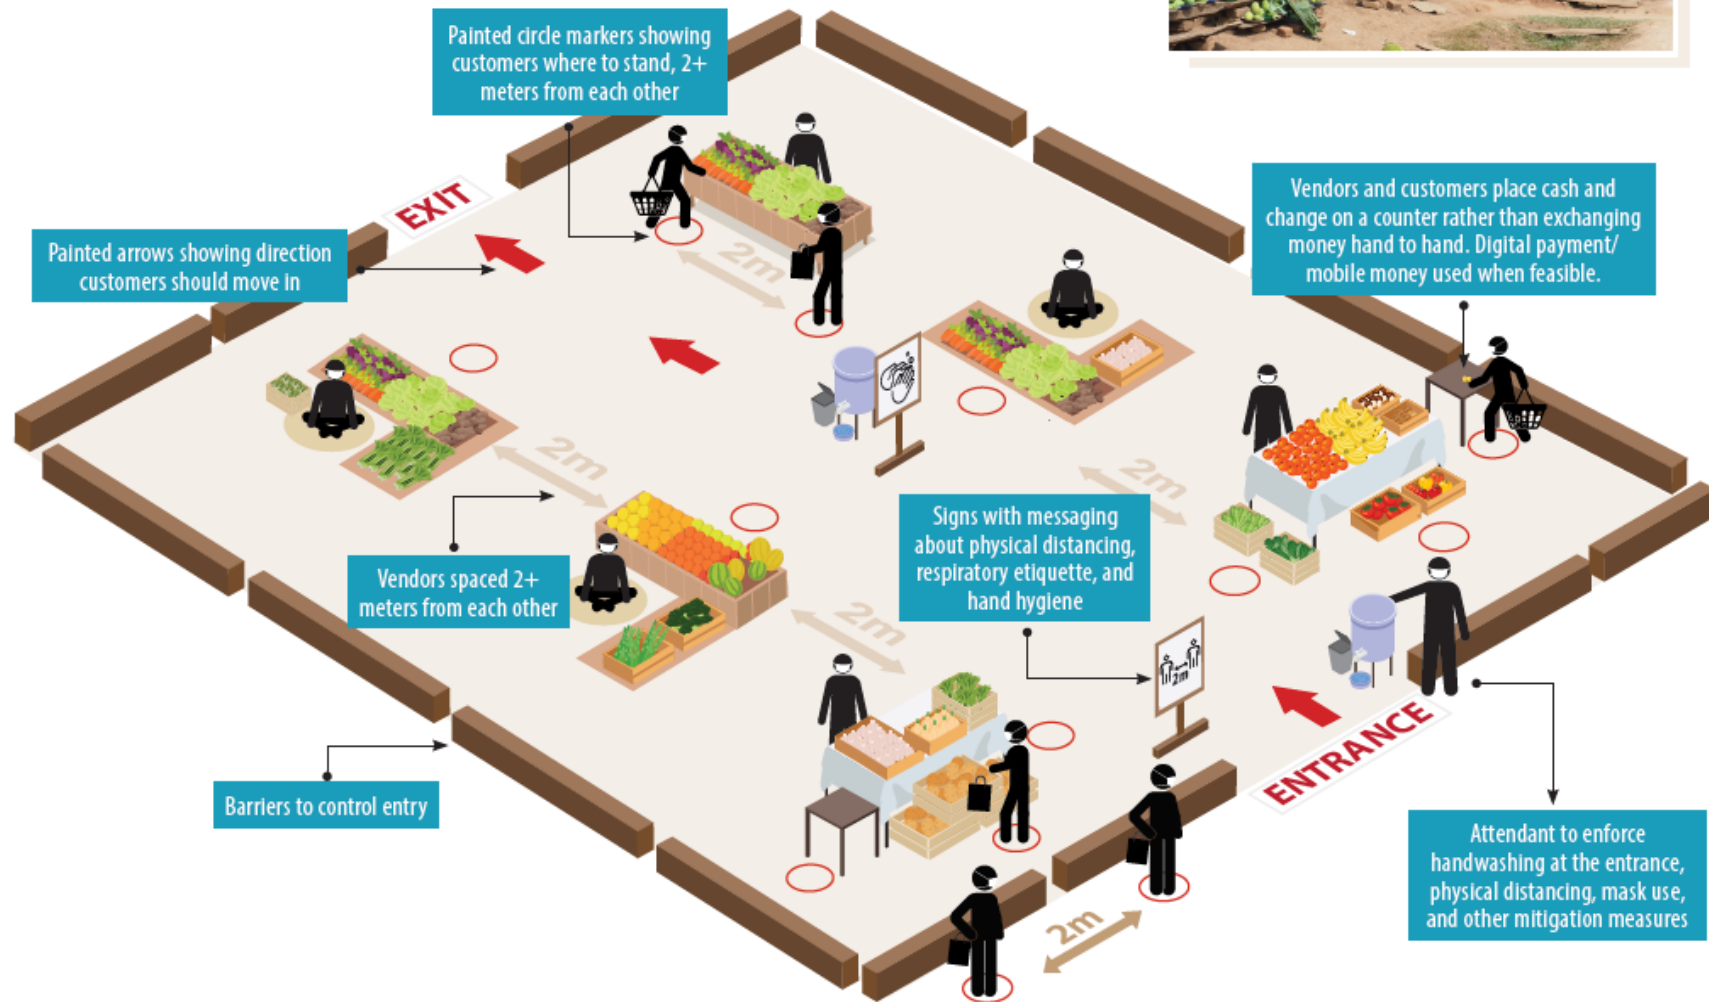 Painted circle markers showing
customers where to stand, 2+
meters from each other
Vendors and customers place cash and
change on a counter rather than exchanging
money hand to hand. Digital payment/
mobile money used when feasible.
EXIT
Painted arrows showing direction
customers should move in
2m
2m
2m
Signs with messaging
about physical distancing,
respiratory etiquette, and
hand hygiene
Vendors spaced 2+
meters from each other
2m
2m
ENTRANCE
Barriers to control entry
Attendant to enforce
handwashing at the entrance,
physical distancing, mask use,
and other mitigation measures
2m